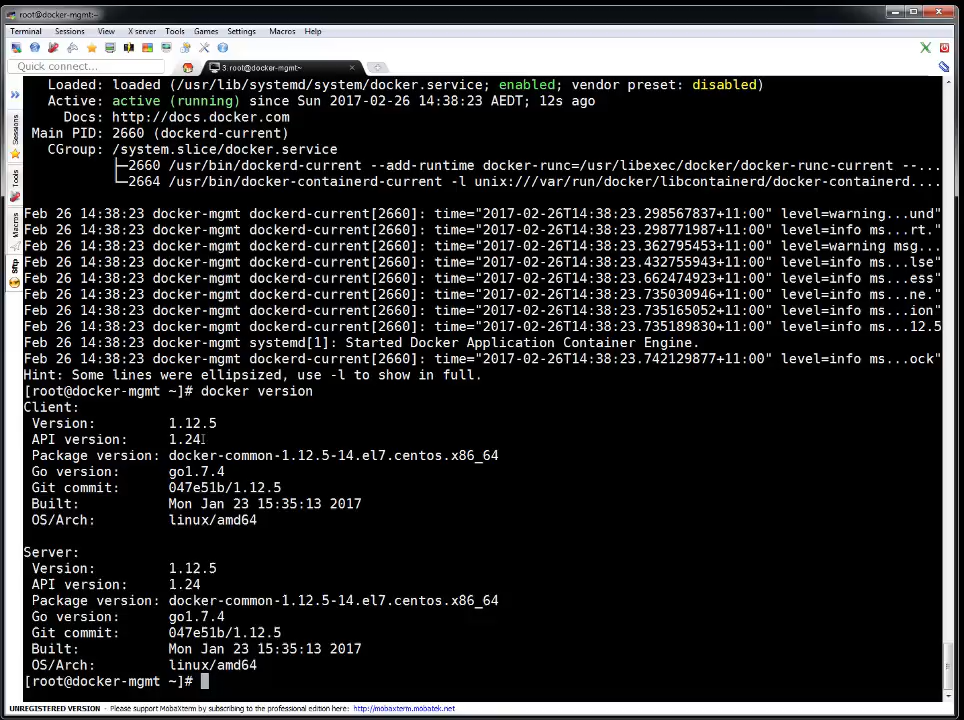 root@docker-mgmt:~
Terminal Sessions View X server Tools Games Settings Macros Help
Quick connect...
3. root@docker-mgmt~
Sessions
Tools
Macros
Sftp
Loaded: loaded (/usr/lib/systemd/system/docker.service; enabled; vendor preset: disabled)
Active: active (running) since Sun 2017-02-26 14:38:23 AEDT; 12s ago
Docs: http://docs.docker.com
Main PID: 2660 (dockerd-current)
CGroup: /system.slice/docker.service
├─2660 /usr/bin/dockerd-current --add-runtime docker-runc=/usr/libexec/docker/docker-runc-current --...
└─2664 /usr/bin/docker-containerd-current -l unix:///var/run/docker/libcontainerd/docker-containerd....
Feb 26 14:38:23 docker-mgmt dockerd-current[2660]: time="2017-02-26T14:38:23.298567837+11:00" level=warning...und"
Feb 26 14:38:23 docker-mgmt dockerd-current[2660]: time="2017-02-26T14:38:23.298771987+11:00" level=info ms...rt."
Feb 26 14:38:23 docker-mgmt dockerd-current[2660]: time="2017-02-26T14:38:23.362795453+11:00" level=warning msg...
Feb 26 14:38:23 docker-mgmt dockerd-current[2660]: time="2017-02-26T14:38:23.432755943+11:00" level=info ms...lse"
Feb 26 14:38:23 docker-mgmt dockerd-current[2660]: time="2017-02-26T14:38:23.662474923+11:00" level=info ms...ess"
Feb 26 14:38:23 docker-mgmt dockerd-current[2660]: time="2017-02-26T14:38:23.735030946+11:00" level=info ms...ne."
Feb 26 14:38:23 docker-mgmt dockerd-current[2660]: time="2017-02-26T14:38:23.735165052+11:00" level=info ms...ion"
Feb 26 14:38:23 docker-mgmt dockerd-current[2660]: time="2017-02-26T14:38:23.735189830+11:00" level=info ms...12.5
Feb 26 14:38:23 docker-mgmt systemd[1]: Started Docker Application Container Engine.
Feb 26 14:38:23 docker-mgmt dockerd-current[2660]: time="2017-02-26T14:38:23.742129877+11:00" level=info ms...ock"
Hint: Some lines were ellipsized, use -l to show in full.
[root@docker-mgmt ~]# docker version
Client:
Version: 1.12.5
API version: 1.24
Package version: docker-common-1.12.5-14.el7.centos.x86_64
Go version: go1.7.4
Git commit: 047e51b/1.12.5
Built: Mon Jan 23 15:35:13 2017
OS/Arch: linux/amd64
Server:
Version: 1.12.5
API version: 1.24
Package version: docker-common-1.12.5-14.el7.centos.x86_64
Go version: go1.7.4
Git commit: 047e51b/1.12.5
Built: Mon Jan 23 15:35:13 2017
OS/Arch: linux/amd64
[root@docker-mgmt ~]#
UNREGISTERED VERSION - Please support MobaXterm by subscribing to the professional edition here: http://mobaxterm.mobatek.net